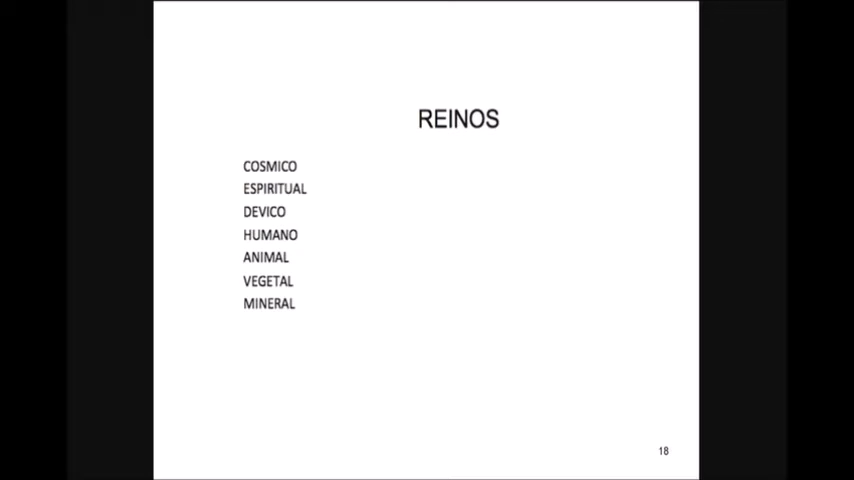 REINOS
COSMICO
ESPIRITUAL
DEVICO
HUMANO
ANIMAL
VEGETAL
MINERAL
18